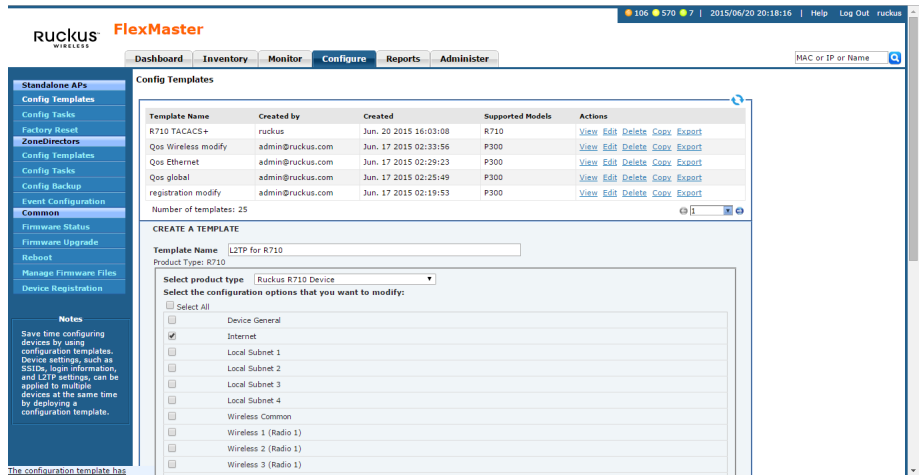 106 570 7 | 2015/06/20 20:18:16 | Help Log Out ruckus
RUCKUS WIRELESS
FlexMaster
Dashboard Inventory Monitor Configure Reports Administer
MAC or IP or Name
Standalone APs
Config Templates
Config Tasks
Factory Reset
ZoneDirectors
Config Templates
Config Tasks
Config Backup
Event Configuration
Common
Firmware Status
Firmware Upgrade
Reboot
Manage Firmware Files
Device Registration
Notes
Save time configuring
devices by using
configuration templates.
Device settings, such as
SSIDs, login information,
and L2TP settings, can be
applied to multiple
devices at the same time
by deploying a
configuration template.
The configuration template has
Config Templates
Template Name Created by Created Supported Models Actions
R710 TACACS+ ruckus Jun. 20 2015 16:03:08 R710 View Edit Delete Copy Export
Qos Wireless modify admin@ruckus.com Jun. 17 2015 02:33:56 P300 View Edit Delete Copy Export
Qos Ethernet admin@ruckus.com Jun. 17 2015 02:29:23 P300 View Edit Delete Copy Export
Qos global admin@ruckus.com Jun. 17 2015 02:25:49 P300 View Edit Delete Copy Export
registration modify admin@ruckus.com Jun. 17 2015 02:19:53 P300 View Edit Delete Copy Export
Number of templates: 25 1
CREATE A TEMPLATE
Template Name L2TP for R710
Product Type: R710
Select product type Ruckus R710 Device
Select the configuration options that you want to modify:
Select All
Device General
Internet
Local Subnet 1
Local Subnet 2
Local Subnet 3
Local Subnet 4
Wireless Common
Wireless 1 (Radio 1)
Wireless 2 (Radio 1)
Wireless 3 (Radio 1)